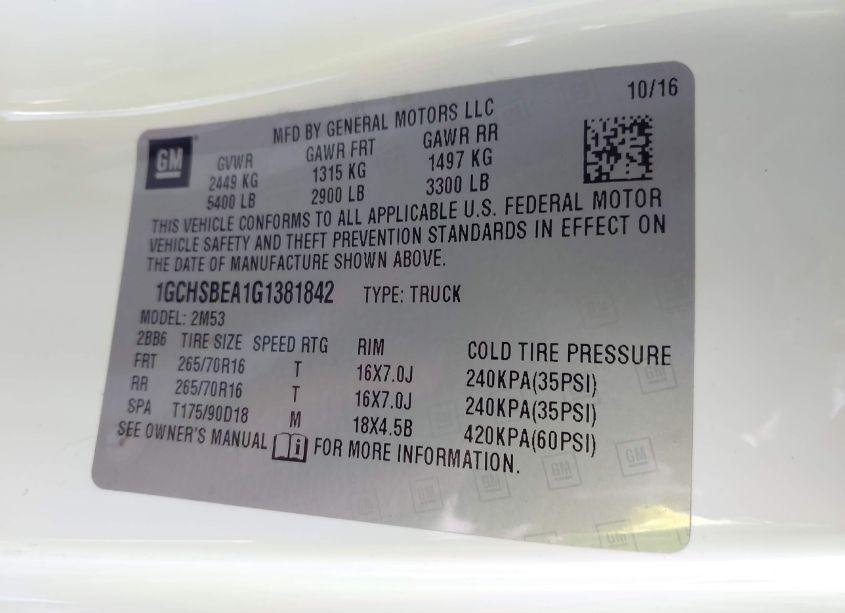 GM
10/16
MFD BY GENERAL MOTORS LLC
GVWR GAWR FRT GAWR RR
2449 KG 1315 KG 1497 KG
5400 LB 2900 LB 3300 LB
THIS VEHICLE CONFORMS TO ALL APPLICABLE U.S. FEDERAL MOTOR
VEHICLE SAFETY AND THEFT PREVENTION STANDARDS IN EFFECT ON
THE DATE OF MANUFACTURE SHOWN ABOVE.
1GCHSBEA1G1381842 TYPE: TRUCK
MODEL: 2M53
2BB6 TIRE SIZE SPEED RTG RIM COLD TIRE PRESSURE
FRT 265/70R16 T 16X7.0J 240KPA(35PSI)
RR 265/70R16 T 16X7.0J 240KPA(35PSI)
SPA T175/90D18 M 18X4.5B 420KPA(60PSI)
SEE OWNER'S MANUAL i FOR MORE INFORMATION.